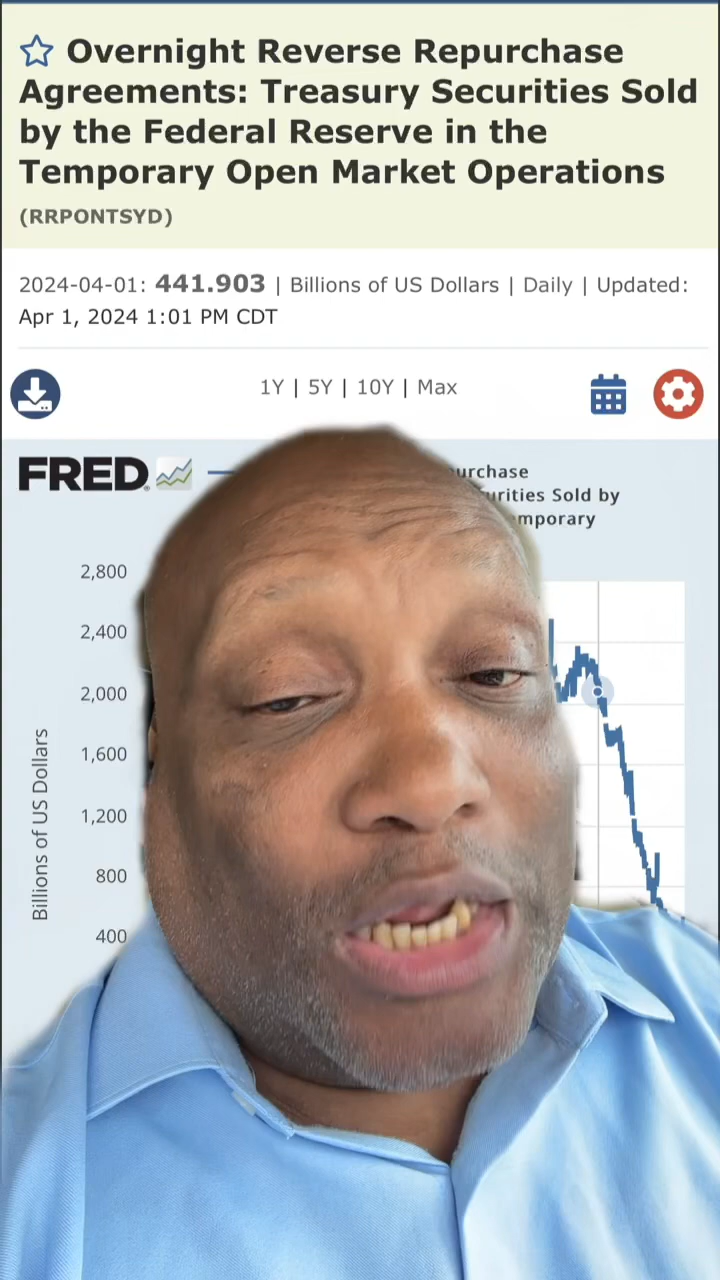 Overnight Reverse Repurchase
Agreements: Treasury Securities Sold
by the Federal Reserve in the
Temporary Open Market Operations
(RRPONTSYD)
2024-04-01: 441.903 | Billions of US Dollars | Daily | Updated:
Apr 1, 2024 1:01 PM CDT
1Y | 5Y | 10Y | Max
FRED
urchase
urities Sold by
mporary
2,800
2,400
2,000
1,600
1,200
800
400
Billions of US Dollars